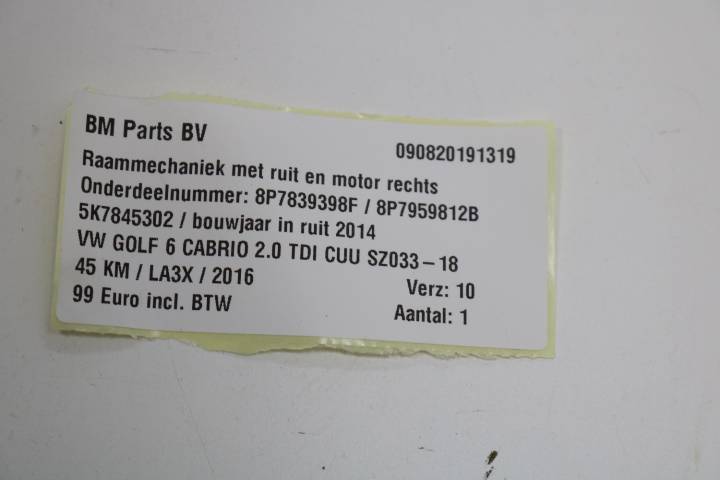 BM Parts BV 090820191319
Raammechaniek met ruit en motor rechts
Onderdeelnummer: 8P7839398F / 8P7959812B
5K7845302 / bouwjaar in ruit 2014
VW GOLF 6 CABRIO 2.0 TDI CUU SZ033-18
45 KM / LA3X / 2016 Verz: 10
99 Euro incl. BTW Aantal: 1